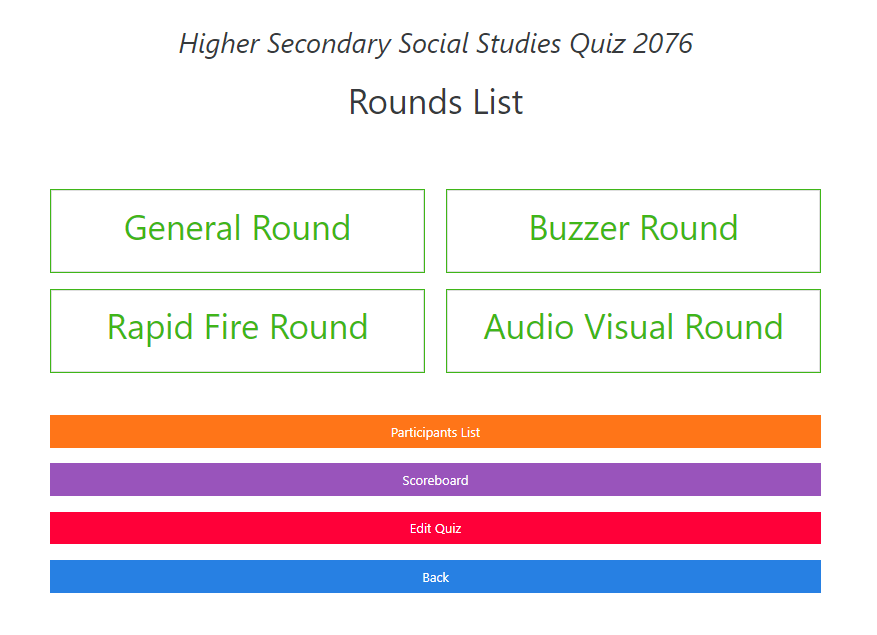 Higher Secondary Social Studies Quiz 2076
Rounds List
General Round
Buzzer Round
Rapid Fire Round
Audio Visual Round
Participants List
Scoreboard
Edit Quiz
Back